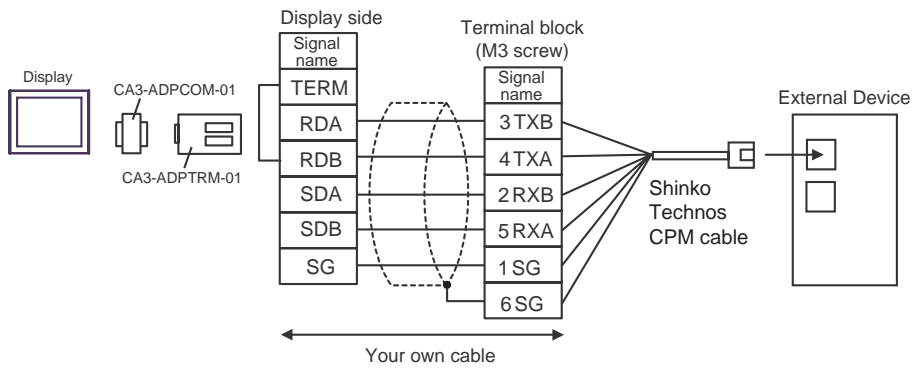 Display
CA3-ADPCOM-01
CA3-ADPTRM-01
Display side
Signal
name
TERM
RDA
RDB
SDA
SDB
SG
Terminal block
(M3 screw)
Signal
name
3 TXB
4 TXA
2 RXB
5 RXA
1 SG
6 SG
Shinko
Technos
CPM cable
External Device
Your own cable